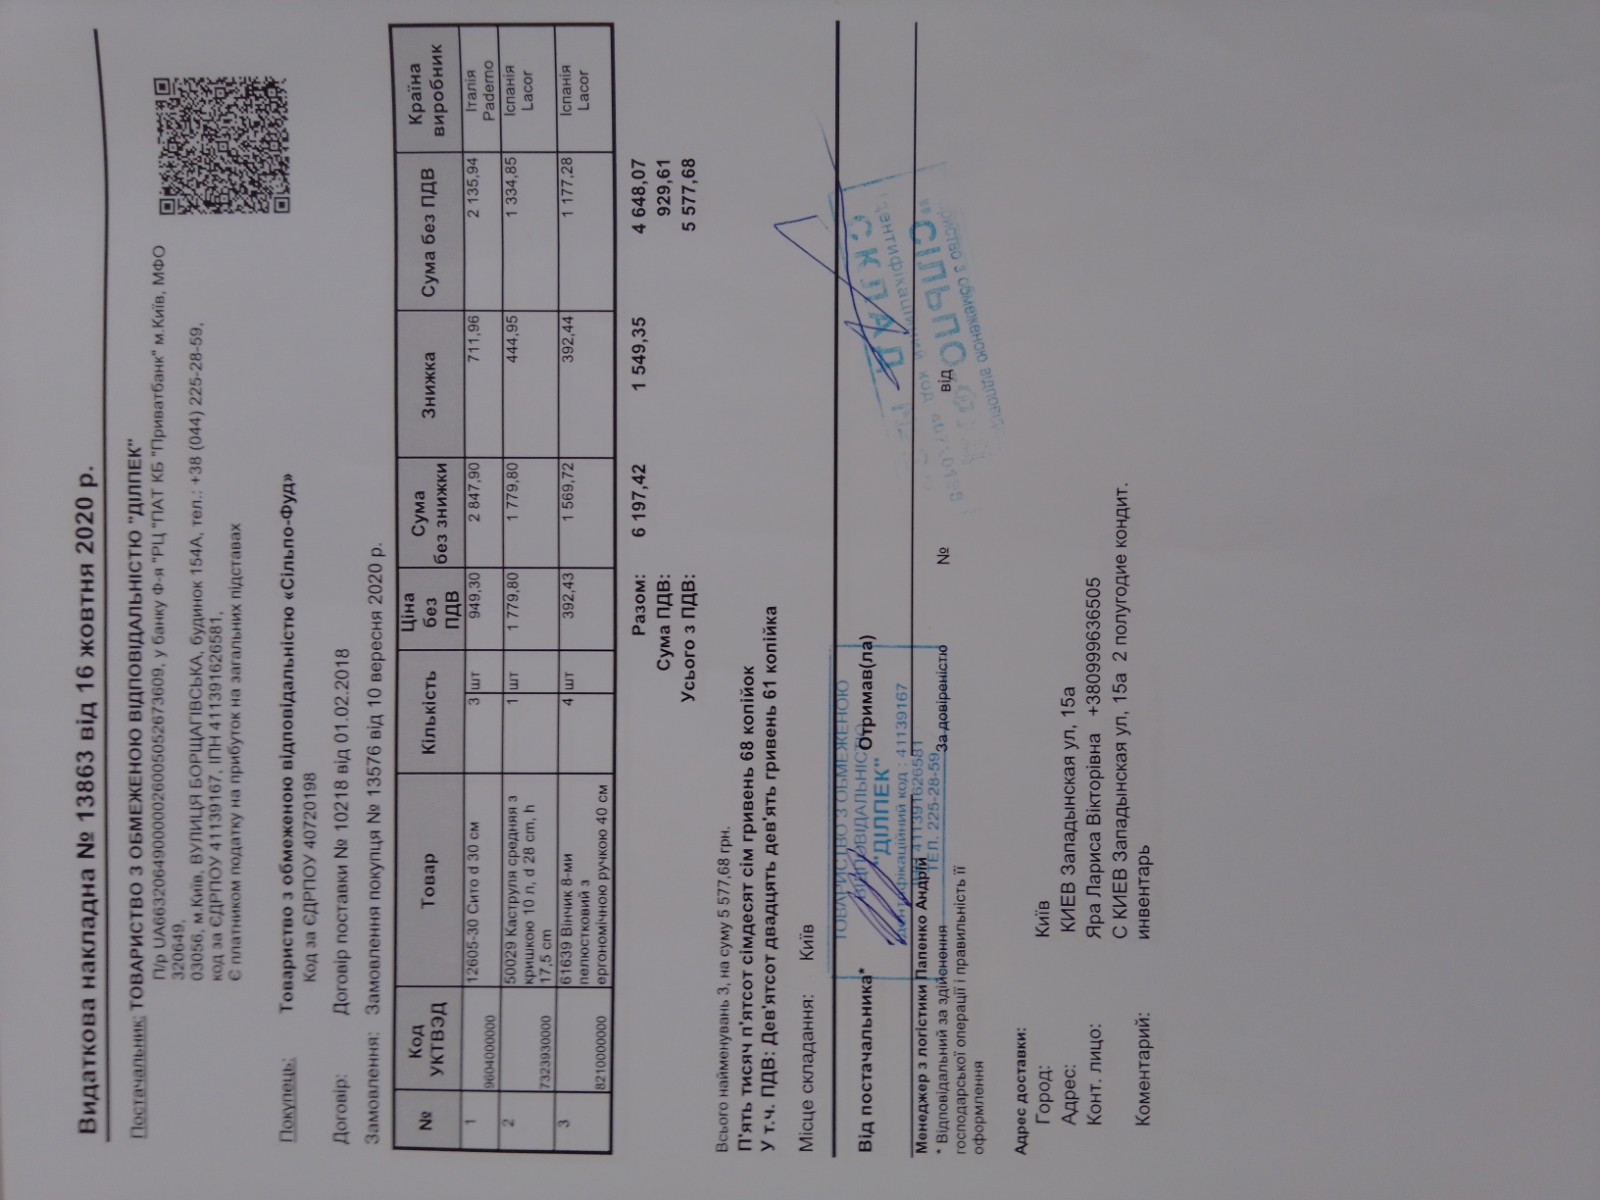 Видаткова накладна № 13863 від 16 жовтня 2020 р.
Постачальник: ТОВАРИСТВО З ОБМЕЖЕНОЮ ВІДПОВІДАЛЬНІСТЮ "ДІЛПЕК"
П/р UA663206490000026005052673609, у банку Ф-я "РЦ "ПАТ КБ "Приватбанк" м.Київ, МФО
320649,
03056, м.Київ, ВУЛИЦЯ БОРЩАГІВСЬКА, будинок 154А, тел.: +38 (044) 225-28-59,
код за ЄДРПОУ 41139167, ІПН 411391626581,
Є платником податку на прибуток на загальних підставах
Покупець: Товариство з обмеженою відповідальністю «Сільпо-Фуд»
Код за ЄДРПОУ 40720198
Договір: Договір поставки № 10218 від 01.02.2018
Замовлення: Замовлення покупця № 13576 від 10 вересня 2020 р.
№ Код УКТВЭД Товар Кількість Ціна без ПДВ Сума без знижки Знижка Сума без ПДВ Країна виробник
1 9604000000 12605-30 Сито d 30 см 3 шт 949,30 2 847,90 711,96 2 135,94 Італія Paderno
2 7323930000 50029 Каструля средняя з кришкою 10 л, d 28 cm, h 17,5 cm 1 шт 1 779,80 1 779,80 444,95 1 334,85 Іспанія Lacor
3 8210000000 61639 Вінчик 8-ми пелюстковий з ергономічною ручкою 40 см 4 шт 392,43 1 569,72 392,44 1 177,28 Іспанія Lacor
Разом: 6 197,42 1 549,35 4 648,07
Сума ПДВ: 929,61
Усього з ПДВ: 5 577,68
Всього найменувань 3, на суму 5 577,68 грн.
П'ять тисяч п'ятсот сімдесят сім гривень 68 копійок
У т. ч. ПДВ: Дев'ятсот двадцять дев'ять гривень 61 копійка
Місце складання: Київ
ТОВАРИСТВО З ОБМЕЖЕНОЮ
ВІДПОВІДАЛЬНІСТЮ
"ДІЛПЕК"
Ідентифікаційний код : 41139167
411391626581
ТЕЛ. 225-28-59
Від постачальника* Отримав(ла)
СКЛАД
СІЛЬПО
Менеджер з логістики Папенко Андрій
* Відповідальний за здійснення
господарської операції і правильність її
оформлення
За довіреністю № від
Адрес доставки:
Город: Київ
Адрес: КИЕВ Западынская ул, 15а
Конт. лицо: Яра Лариса Вікторівна +380999636505
С КИЕВ Западынская ул, 15а 2 полугодие кондит.
Коментарий: инвентарь